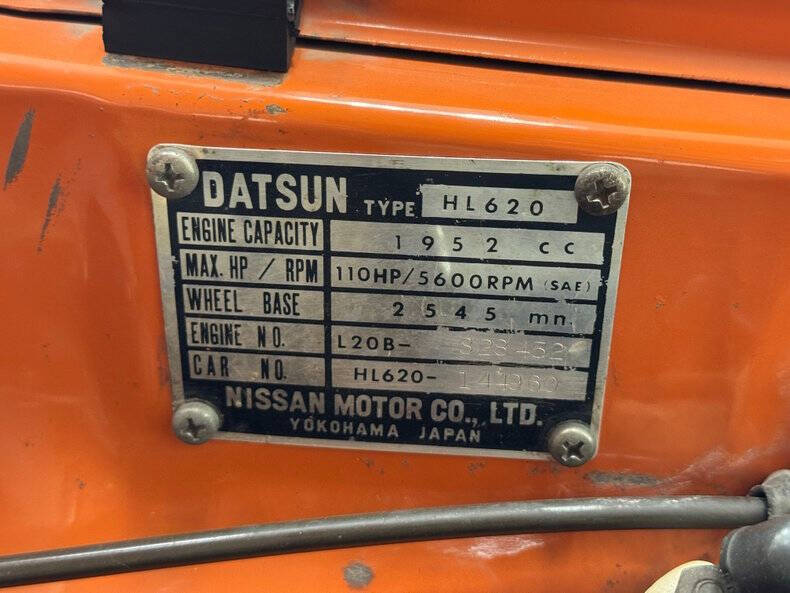 DATSUN TYPE HL620
ENGINE CAPACITY 1952 cc
MAX. HP / RPM 110HP/5600RPM (SAE)
WHEEL BASE 2545 mn.
ENGINE NO. L20B-
CAR NO. HL620-
NISSAN MOTOR CO., LTD.
YOKOHAMA JAPAN